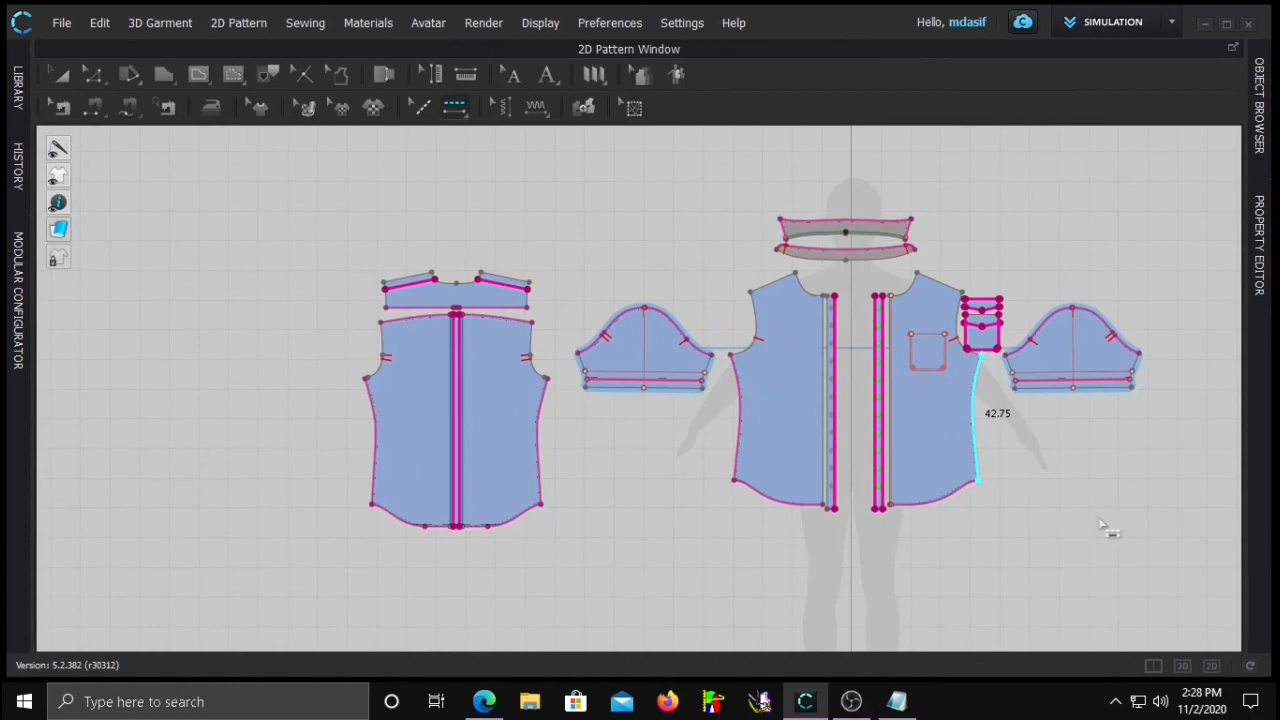 File Edit 3D Garment 2D Pattern Sewing Materials Avatar Render Display Preferences Settings Help Hello, mdasif SIMULATION
2D Pattern Window
LIBRARY
HISTORY
MODULAR CONFIGURATOR
OBJECT BROWSER
PROPERTY EDITOR
42.75
Version: 5.2.382 (r30312)
3D 2D
Type here to search
2:28 PM
11/2/2020